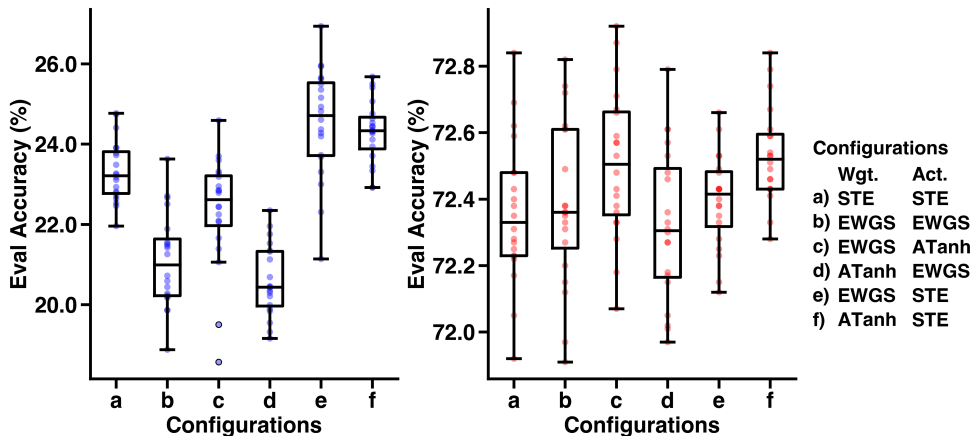 Eval Accuracy (%)
26.0
24.0
22.0
20.0
a b c d e f
Configurations
Eval Accuracy (%)
72.8
72.6
72.4
72.2
72.0
a b c d e f
Configurations
Configurations
Wgt. Act.
a) STE STE
b) EWGS EWGS
c) EWGS ATanh
d) ATanh EWGS
e) EWGS STE
f) ATanh STE